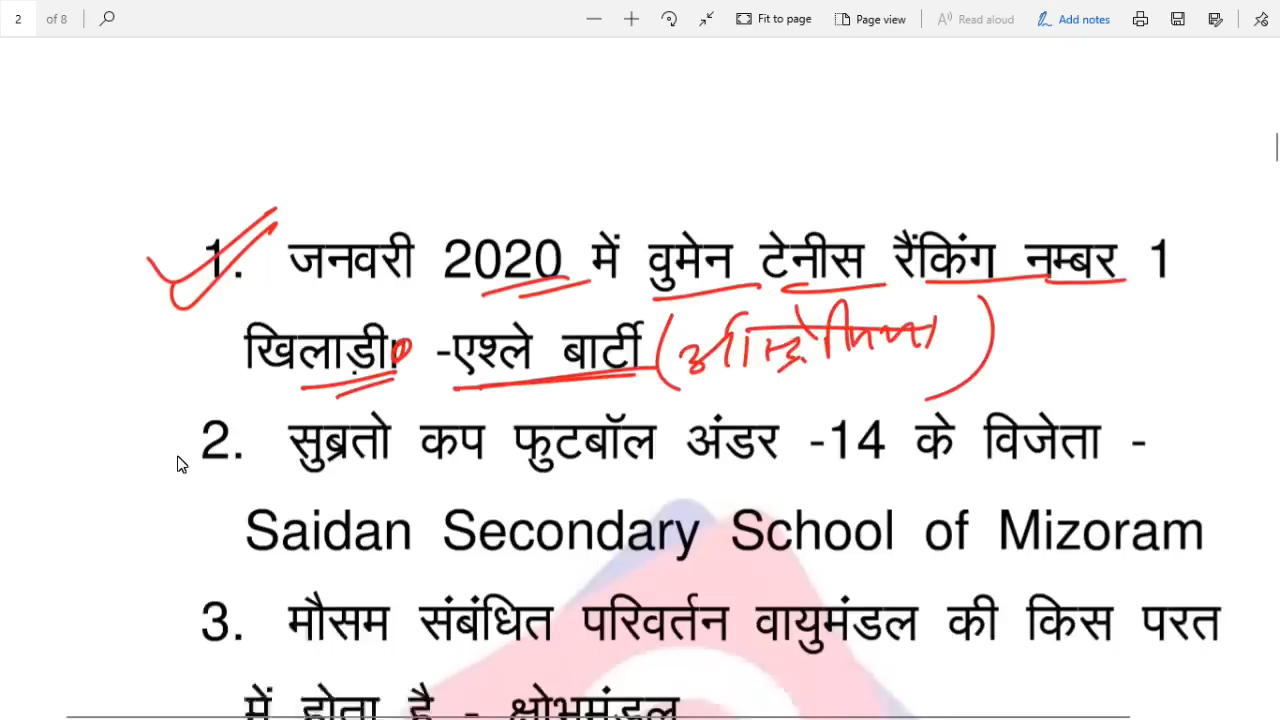 2 of 8 Fit to page Page view Read aloud Add notes
1. जनवरी 2020 में वुमेन टेनीस रैंकिंग नम्बर 1
खिलाड़ी -एश्ले बार्टी (ऑस्ट्रेलिया)
2. सुब्रतो कप फुटबॉल अंडर -14 के विजेता -
Saidan Secondary School of Mizoram
3. मौसम संबंधित परिवर्तन वायुमंडल की किस परत
में होता है - क्षोभमंडल